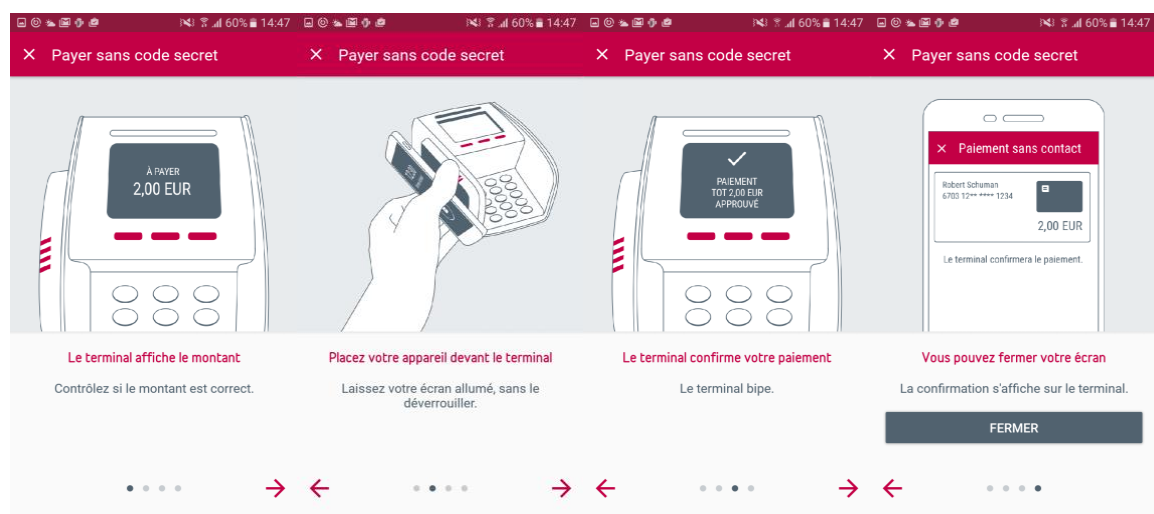 60% 14:47
Payer sans code secret
À PAYER
2,00 EUR
Le terminal affiche le montant
Contrôlez si le montant est correct.
60% 14:47
Payer sans code secret
Placez votre appareil devant le terminal
Laissez votre écran allumé, sans le
déverrouiller.
60% 14:47
Payer sans code secret
PAIEMENT
TOT 2,00 EUR
APPROUVÉ
Le terminal confirme votre paiement
Le terminal bipe.
60% 14:47
Payer sans code secret
Paiement sans contact
Robert Schuman
6703 12** **** 1234
2,00 EUR
Le terminal confirmera le paiement.
Vous pouvez fermer votre écran
La confirmation s'affiche sur le terminal.
FERMER